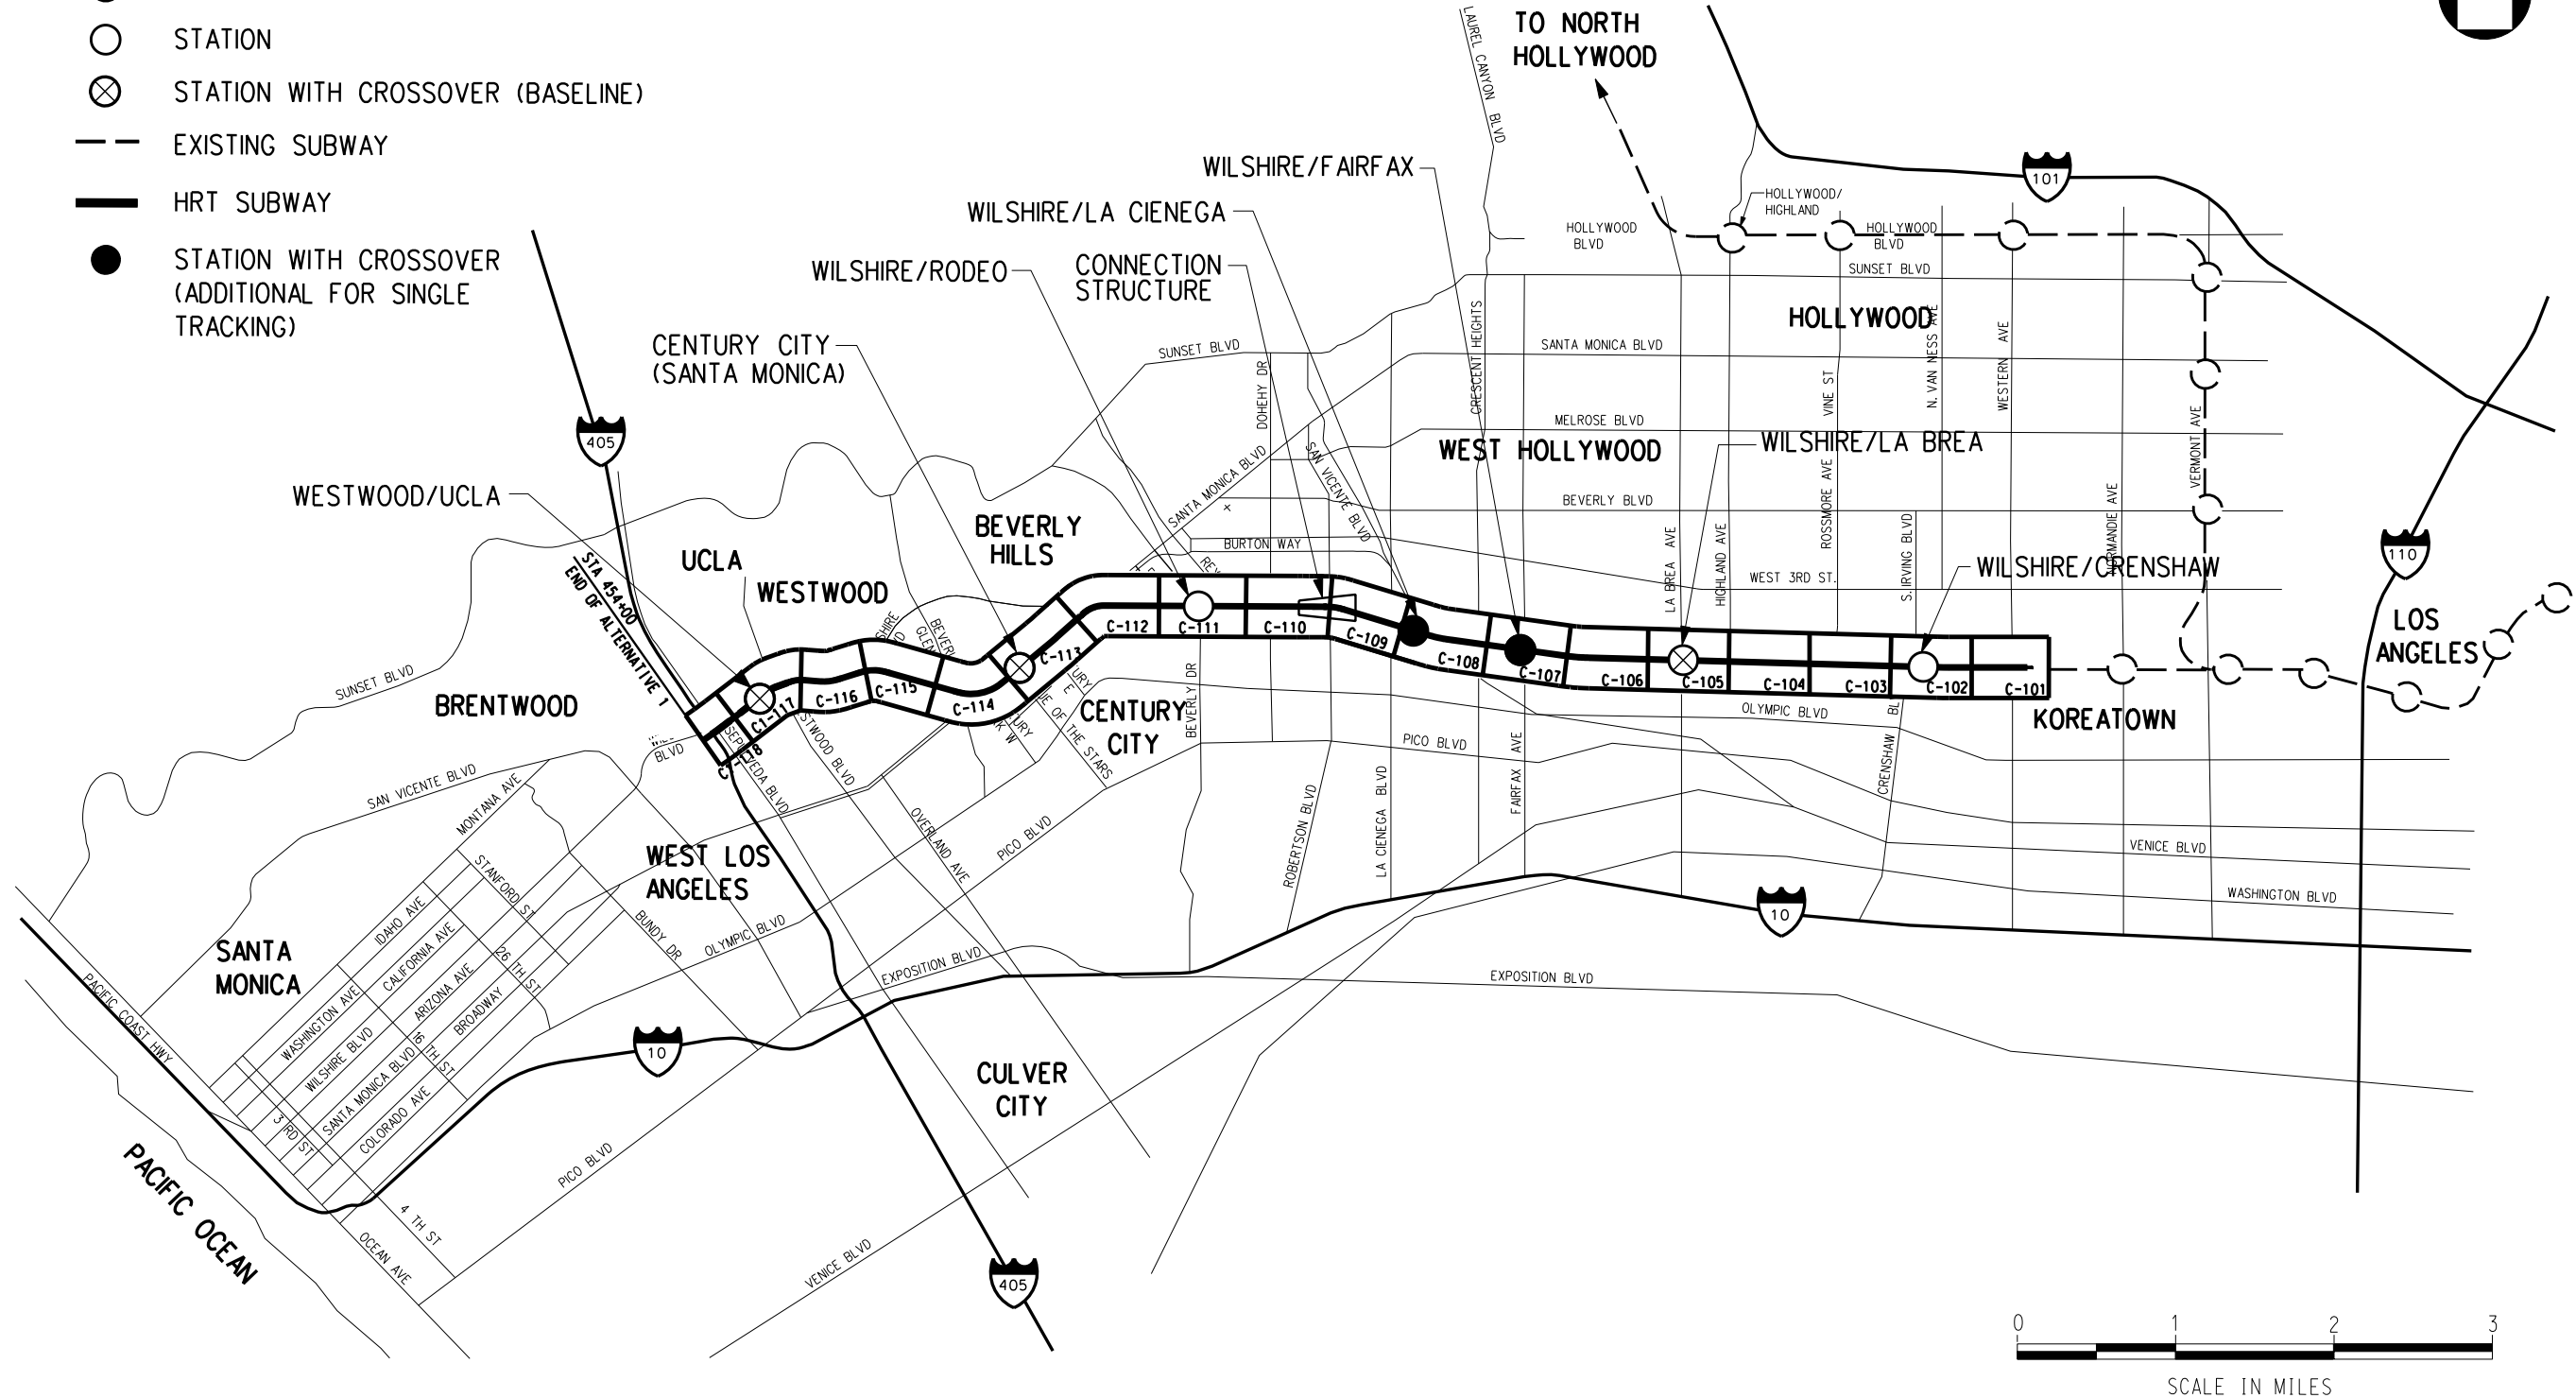 STATION
STATION WITH CROSSOVER (BASELINE)
EXISTING SUBWAY
HRT SUBWAY
STATION WITH CROSSOVER
(ADDITIONAL FOR SINGLE
TRACKING)
TO NORTH
HOLLYWOOD
LAUREL CANYON BLVD
101
WILSHIRE/FAIRFAX
WILSHIRE/LA CIENEGA
WILSHIRE/RODEO
CONNECTION
STRUCTURE
CENTURY CITY
(SANTA MONICA)
WESTWOOD/UCLA
WILSHIRE/LA BREA
WILSHIRE/CRENSHAW
HOLLYWOOD/
HIGHLAND
HOLLYWOOD
BLVD
HOLLYWOOD
BLVD
SUNSET BLVD
HOLLYWOOD
SUNSET BLVD
SANTA MONICA BLVD
CRESCENT HEIGHTS
DOHEHY DR
VINE ST
N. VAN NESS AVE
WESTERN AVE
MELROSE BLVD
WEST HOLLYWOOD
VERMONT AVE
SANTA MONICA BLVD
SAN VICENTE BLVD
BEVERLY BLVD
BURTON WAY
LA BREA AVE
HIGHLAND AVE
ROSSMORE AVE
S. IRVING BLVD
NORMANDIE AVE
WEST 3RD ST.
405
110
LOS
ANGELES
BEVERLY
HILLS
UCLA
WESTWOOD
STA 454+00
END OF ALTERNATIVE 1
C-112
C-111
C-110
C-109
C-108
C-107
C-106
C-105
C-104
C-103
C-102
C-101
C-113
C-114
C-115
C-116
C1-117
KOREATOWN
CENTURY
CITY
BEVERLY DR
OLYMPIC BLVD
PICO BLVD
SUNSET BLVD
BRENTWOOD
SAN VICENTE BLVD
MONTANA AVE
BLVD
E OF THE STARS
OVERLAND AVE
PICO BLVD
ROBERTSON BLVD
LA CIENEGA BLVD
FAIRFAX AVE
CRENSHAW
BL
VENICE BLVD
WASHINGTON BLVD
10
WEST LOS
ANGELES
STANFORD ST
BUNDY DR
OLYMPIC BLVD
EXPOSITION BLVD
EXPOSITION BLVD
SANTA
MONICA
IDAHO AVE
CALIFORNIA AVE
ARIZONA AVE
26 TH ST
WASHINGTON AVE
BROADWAY
WILSHIRE BLVD
16 TH ST
SANTA MONICA BLVD
COLORADO AVE
3 RD ST
PACIFIC COAST HWY
10
CULVER
CITY
PACIFIC OCEAN
PICO BLVD
4 TH ST
OCEAN AVE
VENICE BLVD
405
0 1 2 3
SCALE IN MILES